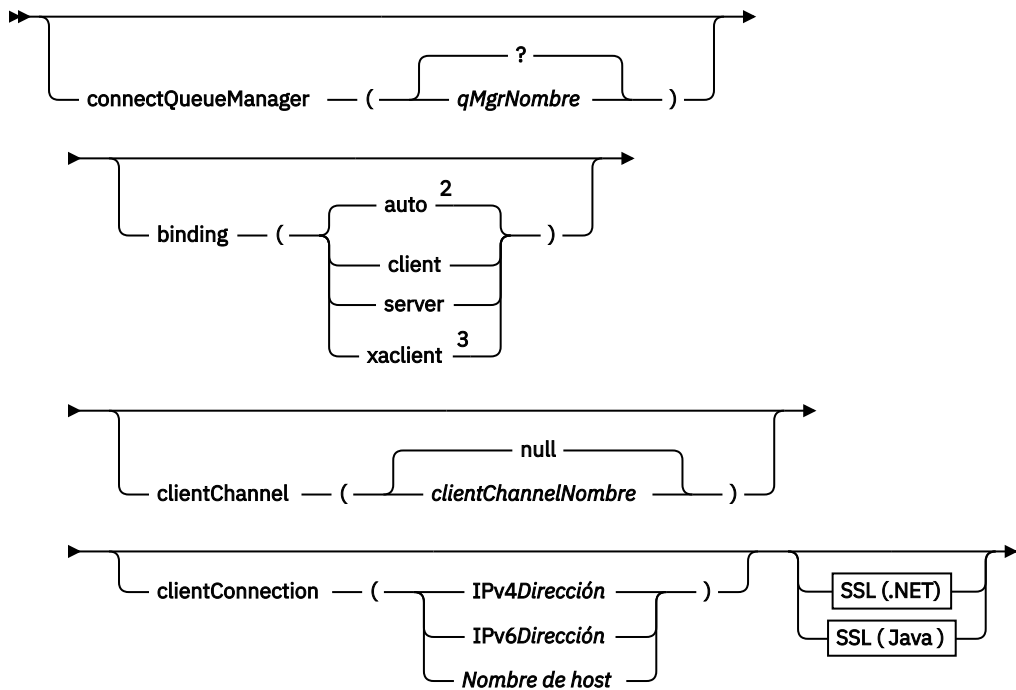 ?
connectQueueManager ( qMgrNombre )
2
auto
binding ( )
client
server
3
xaclient
null
clientChannel ( clientChannelNombre )
clientConnection ( IPv4Dirección ) SSL (.NET)
IPv6Dirección SSL ( Java )
Nombre de host